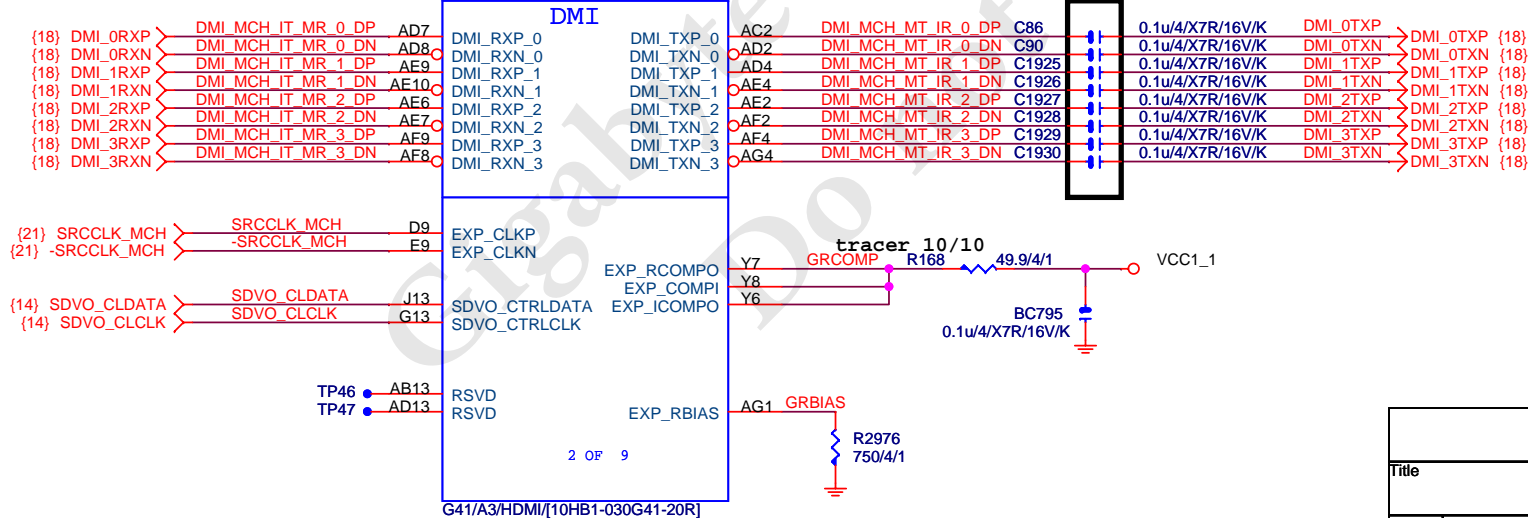 DMI
{18} DMI_0RXP DMI_MCH_IT_MR_0_DP AD7 DMI_RXP_0 DMI_TXP_0 AC2 DMI_MCH_MT_IR_0_DP C86 0.1u/4/X7R/16V/K DMI_0TXP DMI_0TXP {18}
{18} DMI_0RXN DMI_MCH_IT_MR_0_DN AD8 DMI_RXN_0 DMI_TXN_0 AD2 DMI_MCH_MT_IR_0_DN C90 0.1u/4/X7R/16V/K DMI_0TXN DMI_0TXN {18}
{18} DMI_1RXP DMI_MCH_IT_MR_1_DP AE9 DMI_RXP_1 DMI_TXP_1 AD4 DMI_MCH_MT_IR_1_DP C1925 0.1u/4/X7R/16V/K DMI_1TXP DMI_1TXP {18}
{18} DMI_1RXN DMI_MCH_IT_MR_1_DN AE10 DMI_RXN_1 DMI_TXN_1 AE4 DMI_MCH_MT_IR_1_DN C1926 0.1u/4/X7R/16V/K DMI_1TXN DMI_1TXN {18}
{18} DMI_2RXP DMI_MCH_IT_MR_2_DP AE6 DMI_RXP_2 DMI_TXP_2 AE2 DMI_MCH_MT_IR_2_DP C1927 0.1u/4/X7R/16V/K DMI_2TXP DMI_2TXP {18}
{18} DMI_2RXN DMI_MCH_IT_MR_2_DN AE7 DMI_RXN_2 DMI_TXN_2 AF2 DMI_MCH_MT_IR_2_DN C1928 0.1u/4/X7R/16V/K DMI_2TXN DMI_2TXN {18}
{18} DMI_3RXP DMI_MCH_IT_MR_3_DP AF9 DMI_RXP_3 DMI_TXP_3 AF4 DMI_MCH_MT_IR_3_DP C1929 0.1u/4/X7R/16V/K DMI_3TXP DMI_3TXP {18}
{18} DMI_3RXN DMI_MCH_IT_MR_3_DN AF8 DMI_RXN_3 DMI_TXN_3 AG4 DMI_MCH_MT_IR_3_DN C1930 0.1u/4/X7R/16V/K DMI_3TXN DMI_3TXN {18}
{21} SRCCLK_MCH SRCCLK_MCH D9 EXP_CLKP
{21} -SRCCLK_MCH -SRCCLK_MCH E9 EXP_CLKN
tracer 10/10
EXP_RCOMPO Y7 GRCOMP R168 49.9/4/1 VCC1_1
EXP_COMPI Y8
{14} SDVO_CLDATA SDVO_CLDATA J13 SDVO_CTRLDATA EXP_ICOMPO Y6
{14} SDVO_CLCLK SDVO_CLCLK G13 SDVO_CTRLCLK
BC795
0.1u/4/X7R/16V/K
TP46 AB13 RSVD
TP47 AD13 RSVD EXP_RBIAS AG1 GRBIAS
R2976
750/4/1
2 OF 9
G41/A3/HDMI/[10HB1-030G41-20R]
Title
Gigabyte
Do